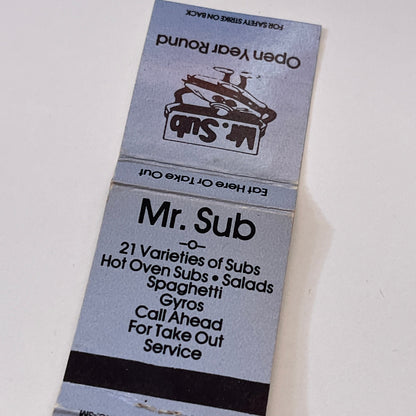 FOR SAFETY STRIKE ON BACK
Open Year Round
Mr. Sub
Eat Here Or Take Out
Mr. Sub
-o-
21 Varieties of Subs
Hot Oven Subs • Salads
Spaghetti
Gyros
Call Ahead
For Take Out
Service